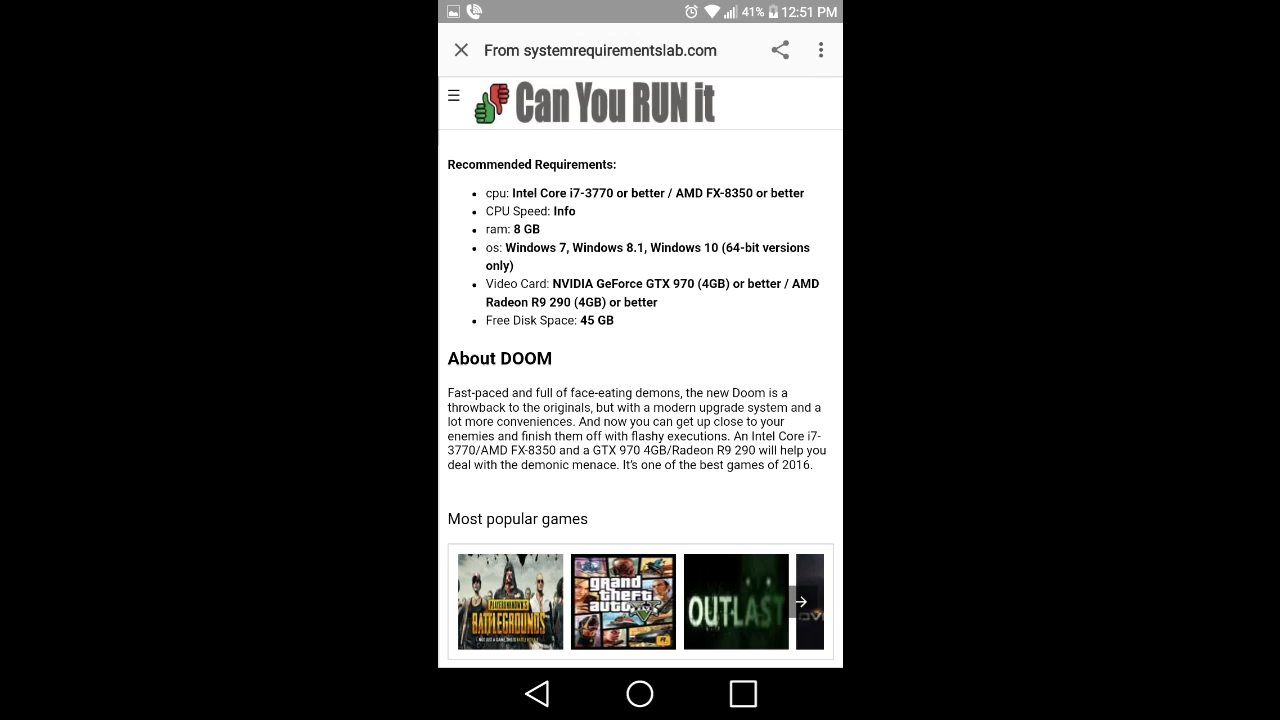 41% 12:51 PM
From systemrequirementslab.com
Can You RUN it
Recommended Requirements:
cpu: Intel Core i7-3770 or better / AMD FX-8350 or better
CPU Speed: Info
ram: 8 GB
os: Windows 7, Windows 8.1, Windows 10 (64-bit versions
only)
Video Card: NVIDIA GeForce GTX 970 (4GB) or better / AMD
Radeon R9 290 (4GB) or better
Free Disk Space: 45 GB
About DOOM
Fast-paced and full of face-eating demons, the new Doom is a
throwback to the originals, but with a modern upgrade system and a
lot more conveniences. And now you can get up close to your
enemies and finish them off with flashy executions. An Intel Core i7-
3770/AMD FX-8350 and a GTX 970 4GB/Radeon R9 290 will help you
deal with the demonic menace. It's one of the best games of 2016.
Most popular games
PLAYERUNKNOWN'S
BATTLEGROUNDS
grand
theft
auto V
OUTLAST